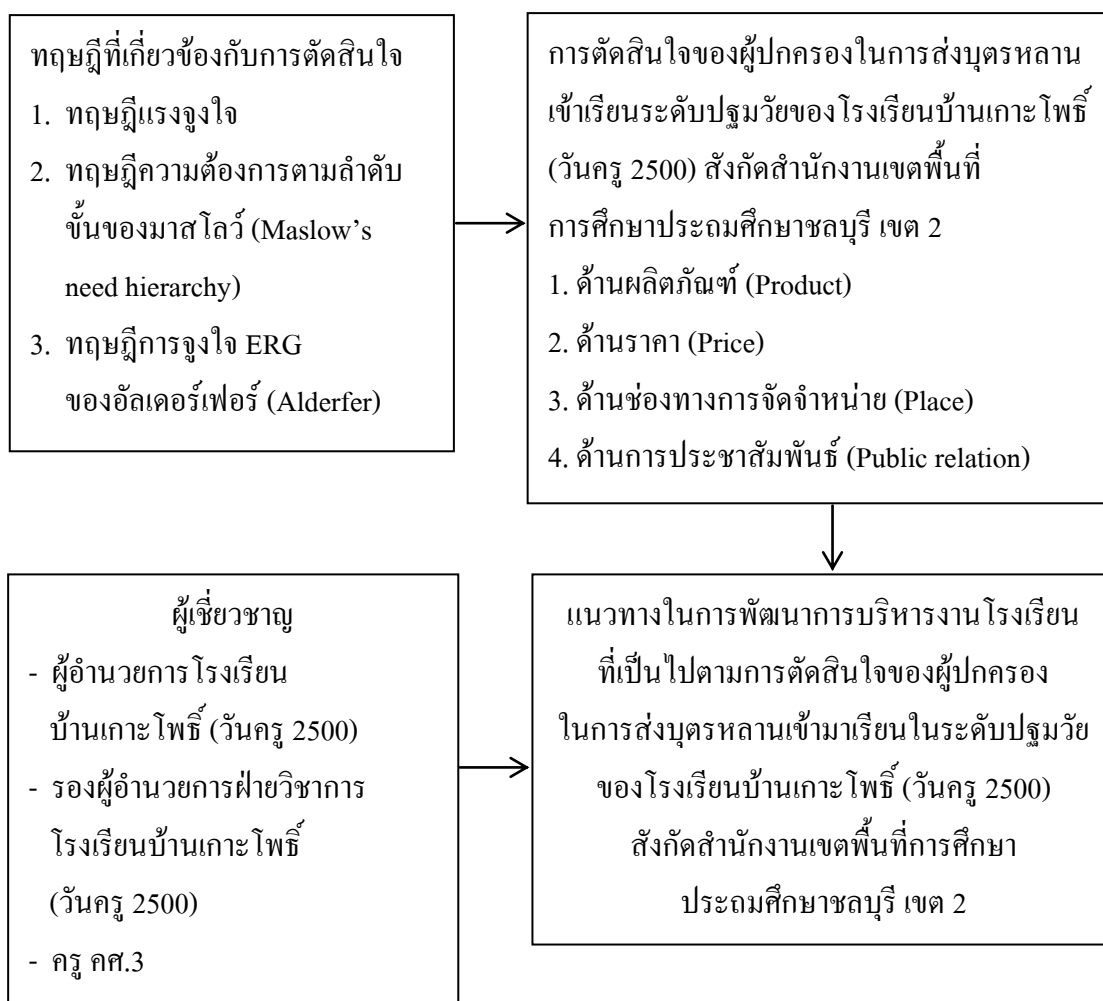 ทฤษฎีที่เกี่ยวข้องกับการตัดสินใจ
1. ทฤษฎีแรงจูงใจ
2. ทฤษฎีความต้องการตามลำดับ
ขั้นของมาสโลว์ (Maslow’s
need hierarchy)
3. ทฤษฎีการจูงใจ ERG
ของอัลเดอร์เฟอร์ (Alderfer)
การตัดสินใจของผู้ปกครองในการส่งบุตรหลาน
เข้าเรียนระดับปฐมวัยของโรงเรียนบ้านเกาะโพธิ์
(วันครู 2500) สังกัดสำนักงานเขตพื้นที่
การศึกษาประถมศึกษาชลบุรี เขต 2
1. ด้านผลิตภัณฑ์ (Product)
2. ด้านราคา (Price)
3. ด้านช่องทางการจัดจำหน่าย (Place)
4. ด้านการประชาสัมพันธ์ (Public relation)
ผู้เชี่ยวชาญ
- ผู้อำนวยการโรงเรียน
บ้านเกาะโพธิ์ (วันครู 2500)
- รองผู้อำนวยการฝ่ายวิชาการ
โรงเรียนบ้านเกาะโพธิ์
(วันครู 2500)
- ครู คศ.3
แนวทางในการพัฒนาการบริหารงานโรงเรียน
ที่เป็นไปตามการตัดสินใจของผู้ปกครอง
ในการส่งบุตรหลานเข้ามาเรียนในระดับปฐมวัย
ของโรงเรียนบ้านเกาะโพธิ์ (วันครู 2500)
สังกัดสำนักงานเขตพื้นที่การศึกษา
ประถมศึกษาชลบุรี เขต 2